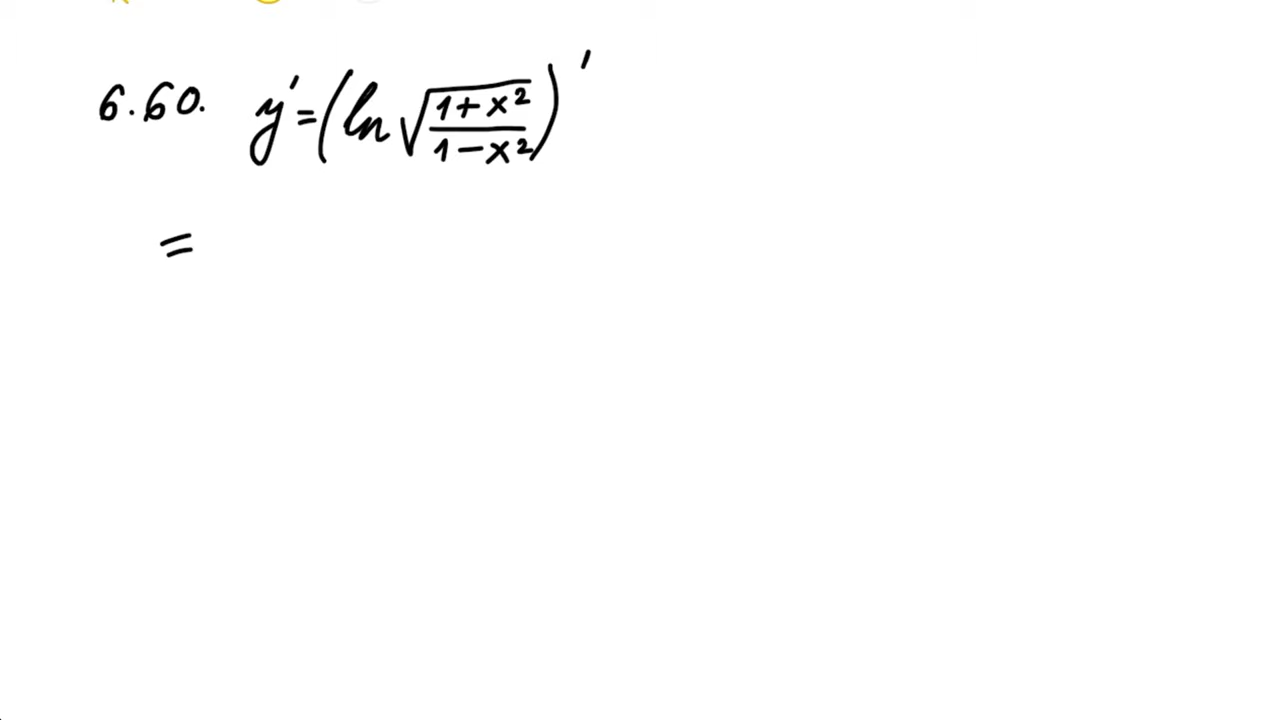 6.60. y' = (ln √((1+x²)/(1-x²)))'
=